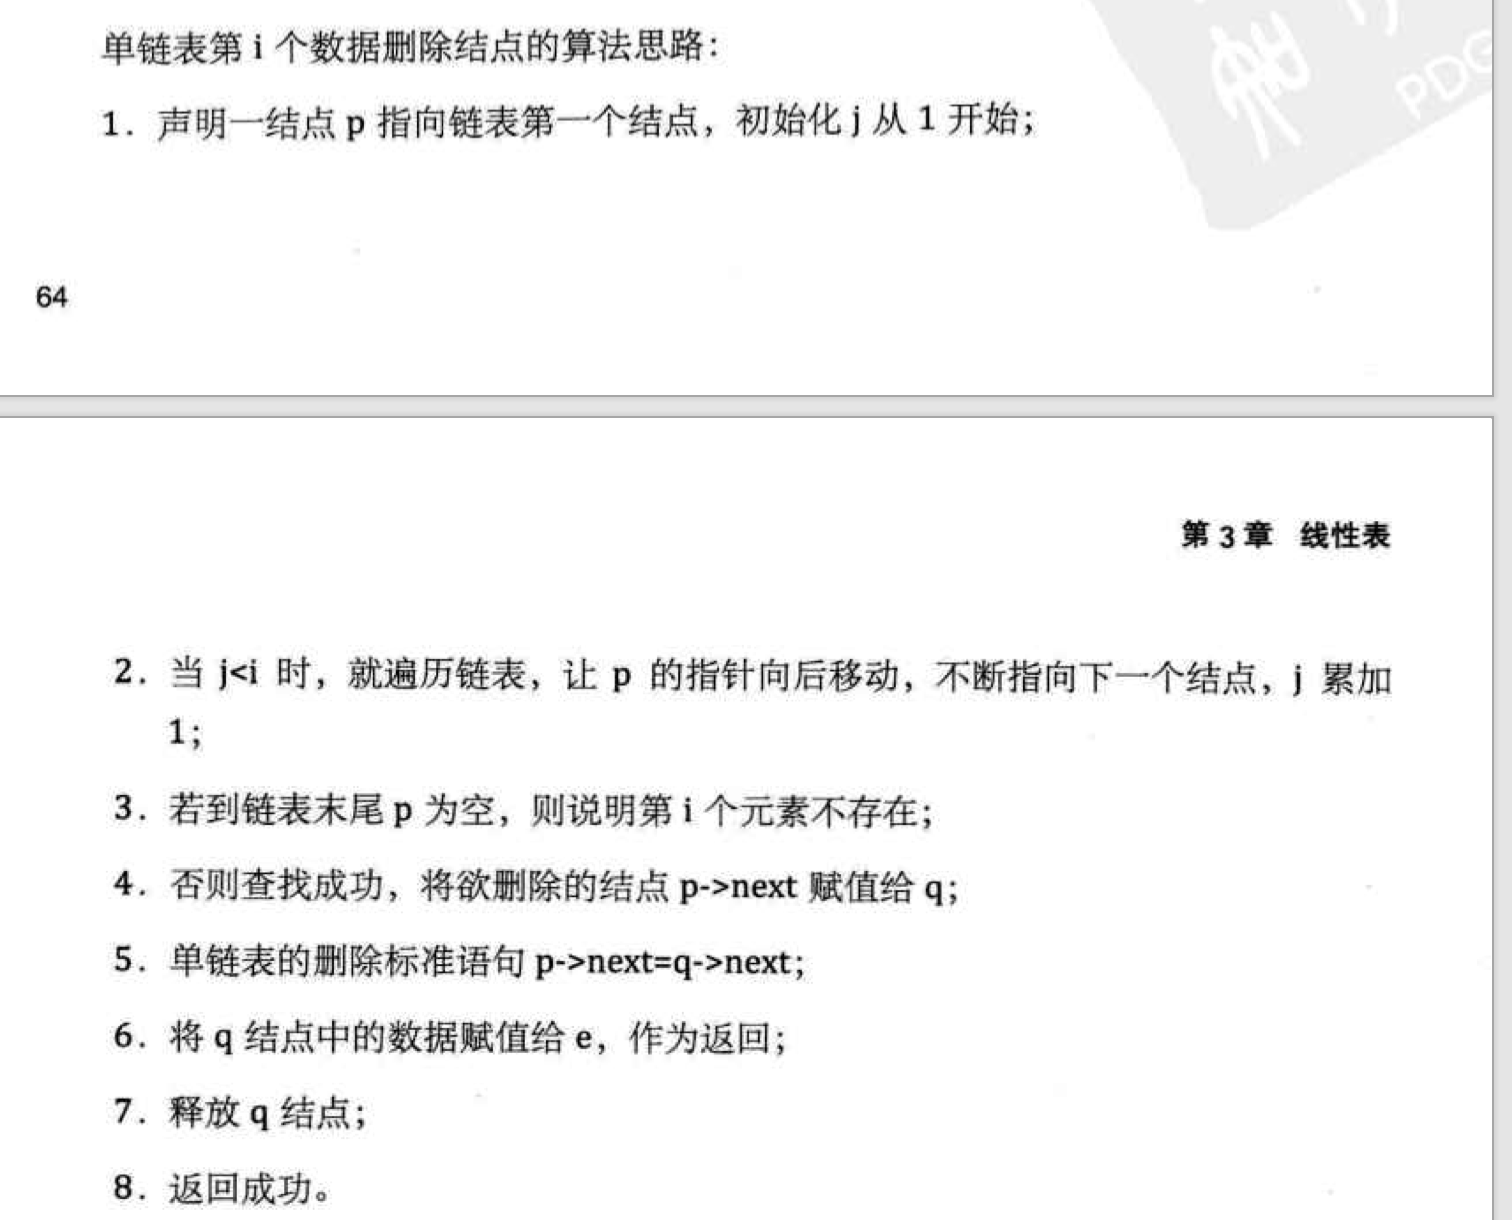 单链表第 i 个数据删除结点的算法思路：
1. 声明一结点 p 指向链表第一个结点，初始化 j 从 1 开始；
PDG
64
第 3 章 线性表
2. 当 j<i 时，就遍历链表，让 p 的指针向后移动，不断指向下一个结点，j 累加
1；
3. 若到链表末尾 p 为空，则说明第 i 个元素不存在；
4. 否则查找成功，将欲删除的结点 p->next 赋值给 q；
5. 单链表的删除标准语句 p->next=q->next；
6. 将 q 结点中的数据赋值给 e，作为返回；
7. 释放 q 结点；
8. 返回成功。